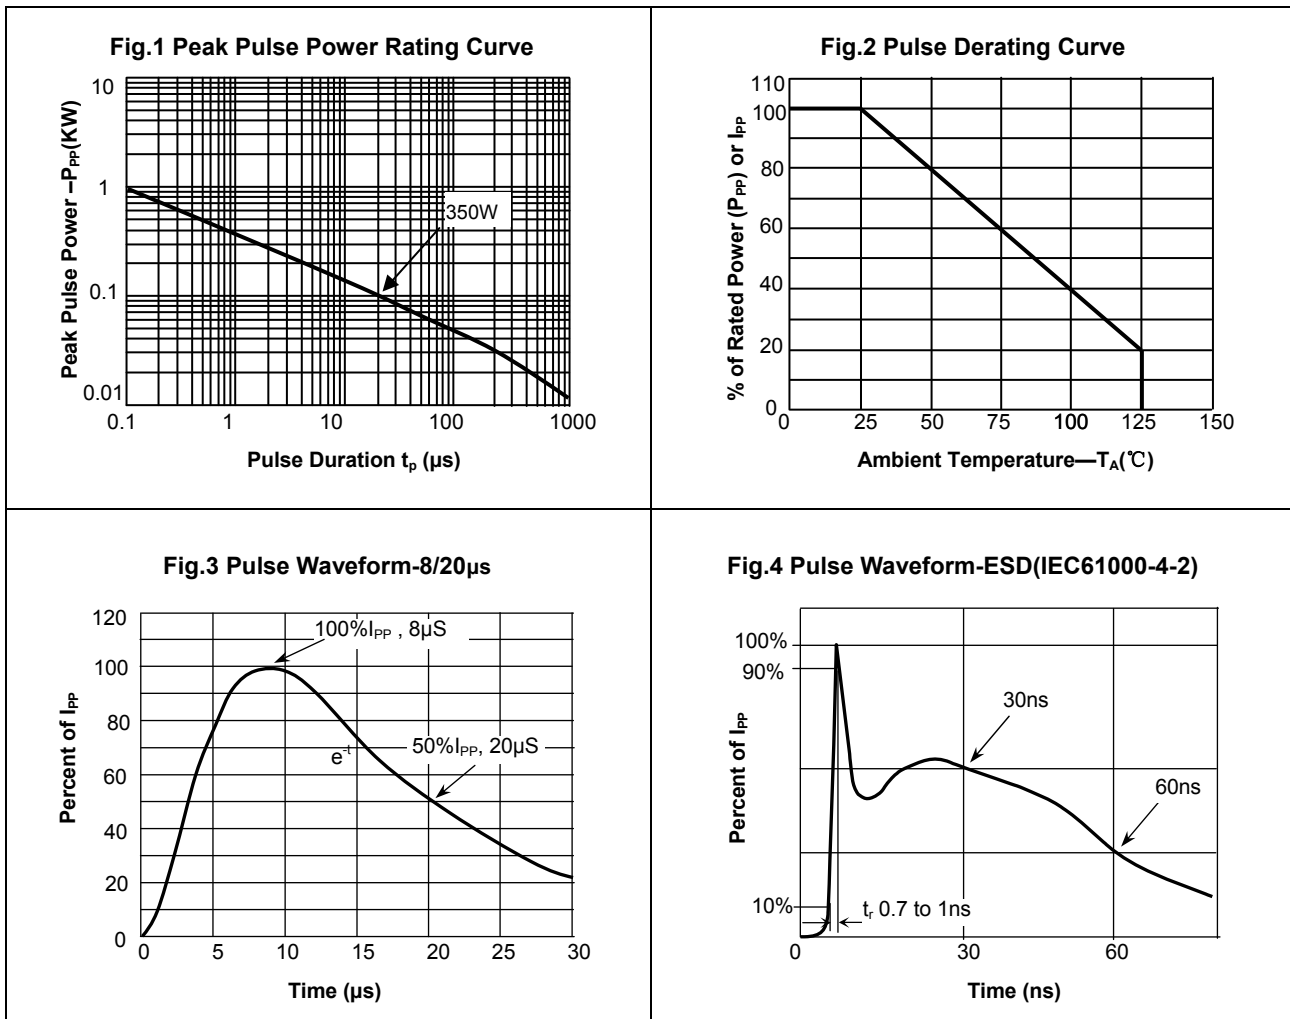 Fig.1 Peak Pulse Power Rating Curve
Peak Pulse Power –PPP(KW)
10
1
0.1
0.01
350W
0.1 1 10 100 1000
Pulse Duration tp (µs)
Fig.2 Pulse Derating Curve
% of Rated Power (PPP) or IPP
110
100
80
60
40
20
0
0 25 50 75 100 125 150
Ambient Temperature—TA(℃)
Fig.3 Pulse Waveform-8/20µs
Percent of IPP
120
100
80
60
40
20
0
100%IPP , 8µS
e-t
50%IPP, 20µS
0 5 10 15 20 25 30
Time (µs)
Fig.4 Pulse Waveform-ESD(IEC61000-4-2)
Percent of IPP
100%
90%
10%
30ns
60ns
tr 0.7 to 1ns
0 30 60
Time (ns)